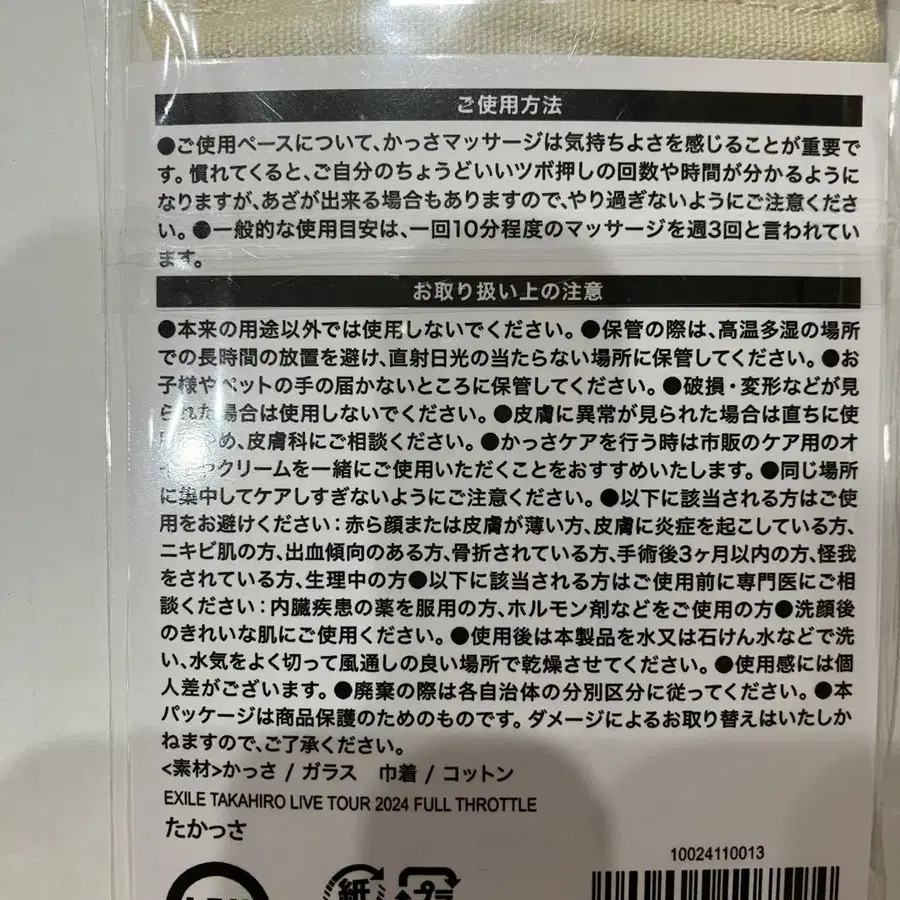 ご使用方法
●ご使用ペースについて、かっさマッサージは気持ちよさを感じることが重要で
す。慣れてくると、ご自分のちょうどいいツボ押しの回数や時間が分かるように
なりますが、あざが出来る場合もありますので、やり過ぎないようにご注意くださ
い。●一般的な使用目安は、一回10分程度のマッサージを週3回と言われてい
ます。
お取り扱い上の注意
●本来の用途以外では使用しないでください。●保管の際は、高温多湿の場所
での長時間の放置を避け、直射日光の当たらない場所に保管してください。●お
子様やペットの手の届かないところに保管してください。●破損・変形などが見
られた場合は使用しないでください。●皮膚に異常が見られた場合は直ちに使
め、皮膚科にご相談ください。●かっさケアを行う時は市販のケア用のオ
クリームを一緒にご使用いただくことをおすすめいたします。●同じ場所
に集中してケアしすぎないようにご注意ください。●以下に該当される方はご使
用をお避けください：赤ら顔または皮膚が薄い方、皮膚に炎症を起こしている方、
ニキビ肌の方、出血傾向のある方、骨折されている方、手術後3ヶ月以内の方、怪我
をされている方、生理中の方●以下に該当される方はご使用前に専門医にご相
談ください：内臓疾患の薬を服用の方、ホルモン剤などをご使用の方●洗顔後
のきれいな肌にご使用ください。●使用後は本製品を水又は石けん水などで洗
い、水気をよく切って風通しの良い場所で乾燥させてください。●使用感には個
人差がございます。●廃棄の際は各自治体の分別区分に従ってください。●本
パッケージは商品保護のためのものです。ダメージによるお取り替えはいたしか
ねますので、ご了承ください。
<素材>かっさ / ガラス　巾着 / コットン
EXILE TAKAHIRO LIVE TOUR 2024 FULL THROTTLE
たかっさ
10024110013
紙
プラ